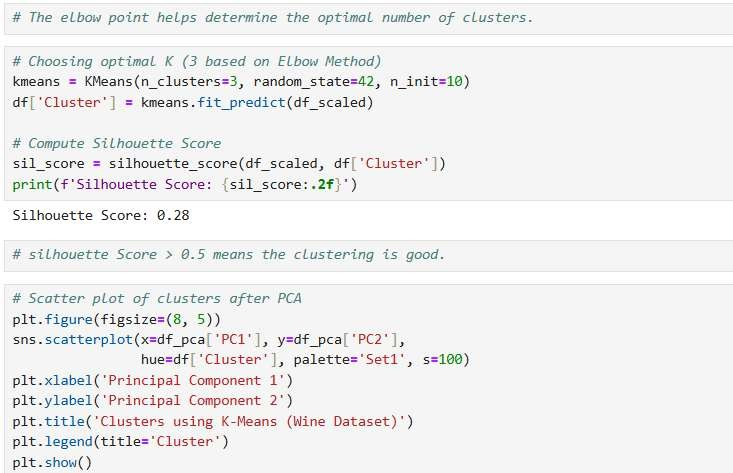 # The elbow point helps determine the optimal number of clusters.
# Choosing optimal K (3 based on Elbow Method)
kmeans = KMeans(n_clusters=3, random_state=42, n_init=10)
df['Cluster'] = kmeans.fit_predict(df_scaled)
# Compute Silhouette Score
sil_score = silhouette_score(df_scaled, df['Cluster'])
print(f'Silhouette Score: {sil_score:.2f}')
Silhouette Score: 0.28
# silhouette Score > 0.5 means the clustering is good.
# Scatter plot of clusters after PCA
plt.figure(figsize=(8, 5))
sns.scatterplot(x=df_pca['PC1'], y=df_pca['PC2'],
hue=df['Cluster'], palette='Set1', s=100)
plt.xlabel('Principal Component 1')
plt.ylabel('Principal Component 2')
plt.title('Clusters using K-Means (Wine Dataset)')
plt.legend(title='Cluster')
plt.show()